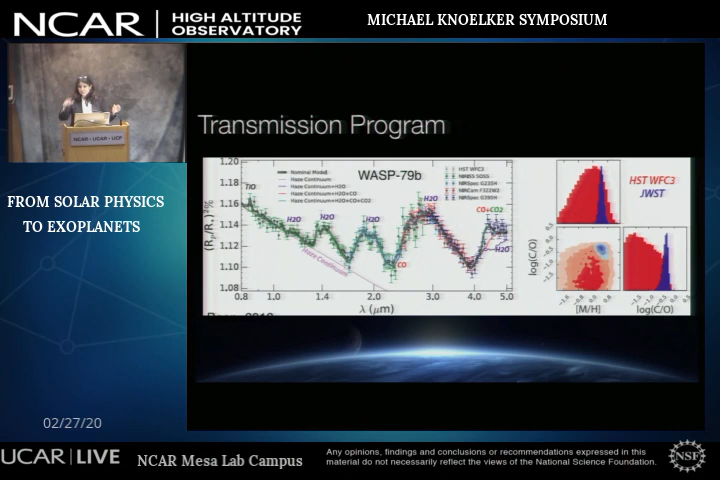 NCAR | HIGH ALTITUDE
OBSERVATORY
MICHAEL KNOELKER SYMPOSIUM
NCAR • UCAR • UCP
FROM SOLAR PHYSICS
TO EXOPLANETS
Transmission Program
WASP-79b
Nominal Model
Haze Continuum
Haze Continuum+H2O
Haze Continuum+H2O+CO
Haze Continuum+H2O+CO+CO2
HST WFC3
NIRISS SOSS
NIRSpec G235H
NIRCam F322W2
NIRSpec G395H
TiO
H2O
H2O
H2O
H2O
CO+CO2
CO
H2O
Haze Continuum
1.20
1.18
1.16
1.14
1.12
1.10
1.08
0.8 1.0 1.4 2.0 3.0 4.0 5.0
λ (μm)
HST WFC3
JWST
log(C/O)
[M/H]
log(C/O)
02/27/20
UCAR | LIVE
NCAR Mesa Lab Campus
Any opinions, findings and conclusions or recommendations expressed in this
material do not necessarily reflect the views of the National Science Foundation.
NSF